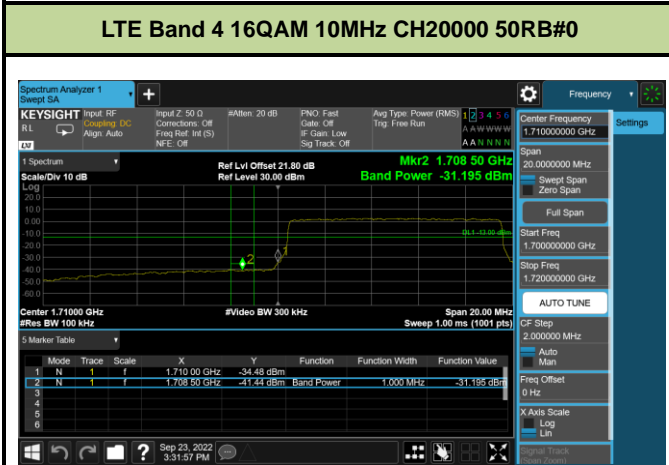 LTE Band 4 16QAM 10MHz CH20000 50RB#0
Spectrum Analyzer 1
Swept SA
+
Frequency
KEYSIGHT
RL
Input: RF
Coupling: DC
Align: Auto
Input Z: 50 Ω
Corrections: Off
Freq Ref: Int (S)
NFE: Off
#Atten: 20 dB
PNO: Fast
Gate: Off
IF Gain: Low
Sig Track: Off
Avg Type: Power (RMS)
Trig: Free Run
1 2 3 4 5 6
A A W W W W
A A N N N N
Center Frequency
1.710000000 GHz
Settings
Span
20.0000000 MHz
Swept Span
Zero Span
Full Span
Start Freq
1.700000000 GHz
Stop Freq
1.720000000 GHz
AUTO TUNE
CF Step
2.000000 MHz
Auto
Man
Freq Offset
0 Hz
X Axis Scale
Log
Lin
Signal Track
(Span Zoom)
1 Spectrum
Scale/Div 10 dB
Ref Lvl Offset 21.80 dB
Ref Level 30.00 dBm
Mkr2 1.708 50 GHz
Band Power -31.195 dBm
Log
20.0
10.0
0.00
-10.0
-20.0
-30.0
-40.0
-50.0
-60.0
DL1 -13.00 dBm
2
1
Center 1.71000 GHz
#Res BW 100 kHz
#Video BW 300 kHz
Span 20.00 MHz
Sweep 1.00 ms (1001 pts)
5 Marker Table
Mode Trace Scale X Y Function Function Width Function Value
1 N 1 f 1.710 00 GHz -34.48 dBm
2 N 1 f 1.708 50 GHz -41.44 dBm Band Power 1.000 MHz -31.195 dBm
3
4
5
6
?
Sep 23, 2022
3:31:57 PM